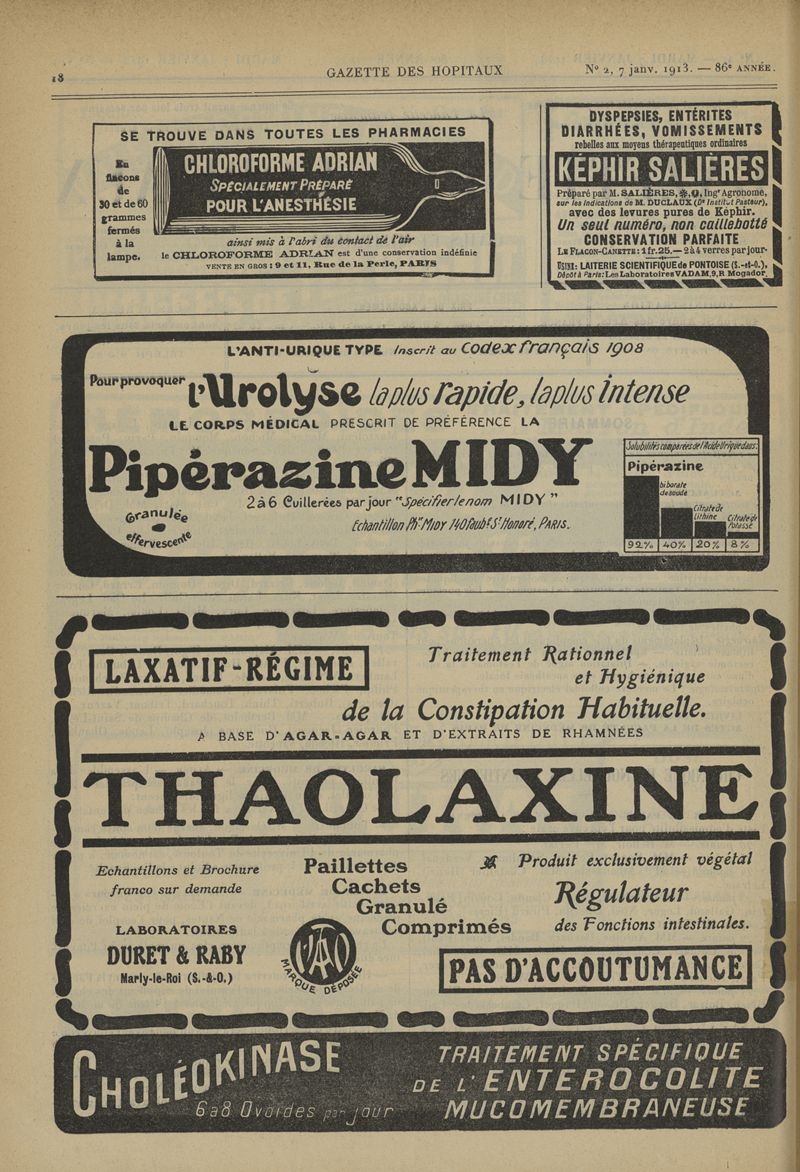 18
GAZETTE DES HOPITAUX
Nº 2, 7 janv. 1913. — 86e ANNÉE.
SE TROUVE DANS TOUTES LES PHARMACIES
En
flacons
de
30 et de 60
grammes
fermés
à la
lampe.
CHLOROFORME ADRIAN
SPÉCIALEMENT PRÉPARÉ
POUR L'ANESTHÉSIE
ainsi mis à l'abri du contact de l'air
le CHLOROFORME ADRIAN est d'une conservation indéfinie
VENTE EN GROS : 9 et 11, Rue de la Perle, PARIS
DYSPEPSIES, ENTÉRITES
DIARRHÉES, VOMISSEMENTS
rebelles aux moyens thérapeutiques ordinaires
KÉPHIR SALIÈRES
Préparé par M. SALIÈRES, Ingr Agronome,
sur les indications de M. DUCLAUX (Dr Institut Pasteur),
avec des levures pures de Képhir.
Un seul numéro, non caillebotté
CONSERVATION PARFAITE
LE FLACON-CANETTE : 1 fr. 25. — 2 à 4 verres par jour.
USINE : LAITERIE SCIENTIFIQUE de PONTOISE (S.-et-O.).
Dépôt à Paris: Les Laboratoires VADAM, 9, R Mogador.
L'ANTI-URIQUE TYPE Inscrit au Codex français 1908
Pour provoquer l'Urolyse la plus rapide, la plus intense
LE CORPS MÉDICAL PRESCRIT DE PRÉFÉRENCE LA
Pipérazine MIDY
2 à 6 Cuillerées par jour "Spécifier le nom MIDY"
Granulée
effervescente
Echantillon Phie MIDY 140 Faubg St Honoré, PARIS.
Solubilités comparées de l'Acide Urique dans:
Pipérazine
biborate
de soude
Citrate de
Lithine
Citrate de
Potasse
92% 40% 20% 8%
LAXATIF-RÉGIME
Traitement Rationnel
et Hygiénique
de la Constipation Habituelle.
A BASE D'AGAR-AGAR ET D'EXTRAITS DE RHAMNÉES
THAOLAXINE
Echantillons et Brochure
franco sur demande
LABORATOIRES
DURET & RABY
Marly-le-Roi (S.-&-O.)
Paillettes
Cachets
Granulé
Comprimés
MARQUE DÉPOSÉE
Produit exclusivement végétal
Régulateur
des Fonctions intestinales.
PAS D'ACCOUTUMANCE
CHOLÉOKINASE
6 à 8 Ovoïdes par jour
TRAITEMENT SPÉCIFIQUE
DE L'ENTEROCOLITE
MUCOMEMBRANEUSE